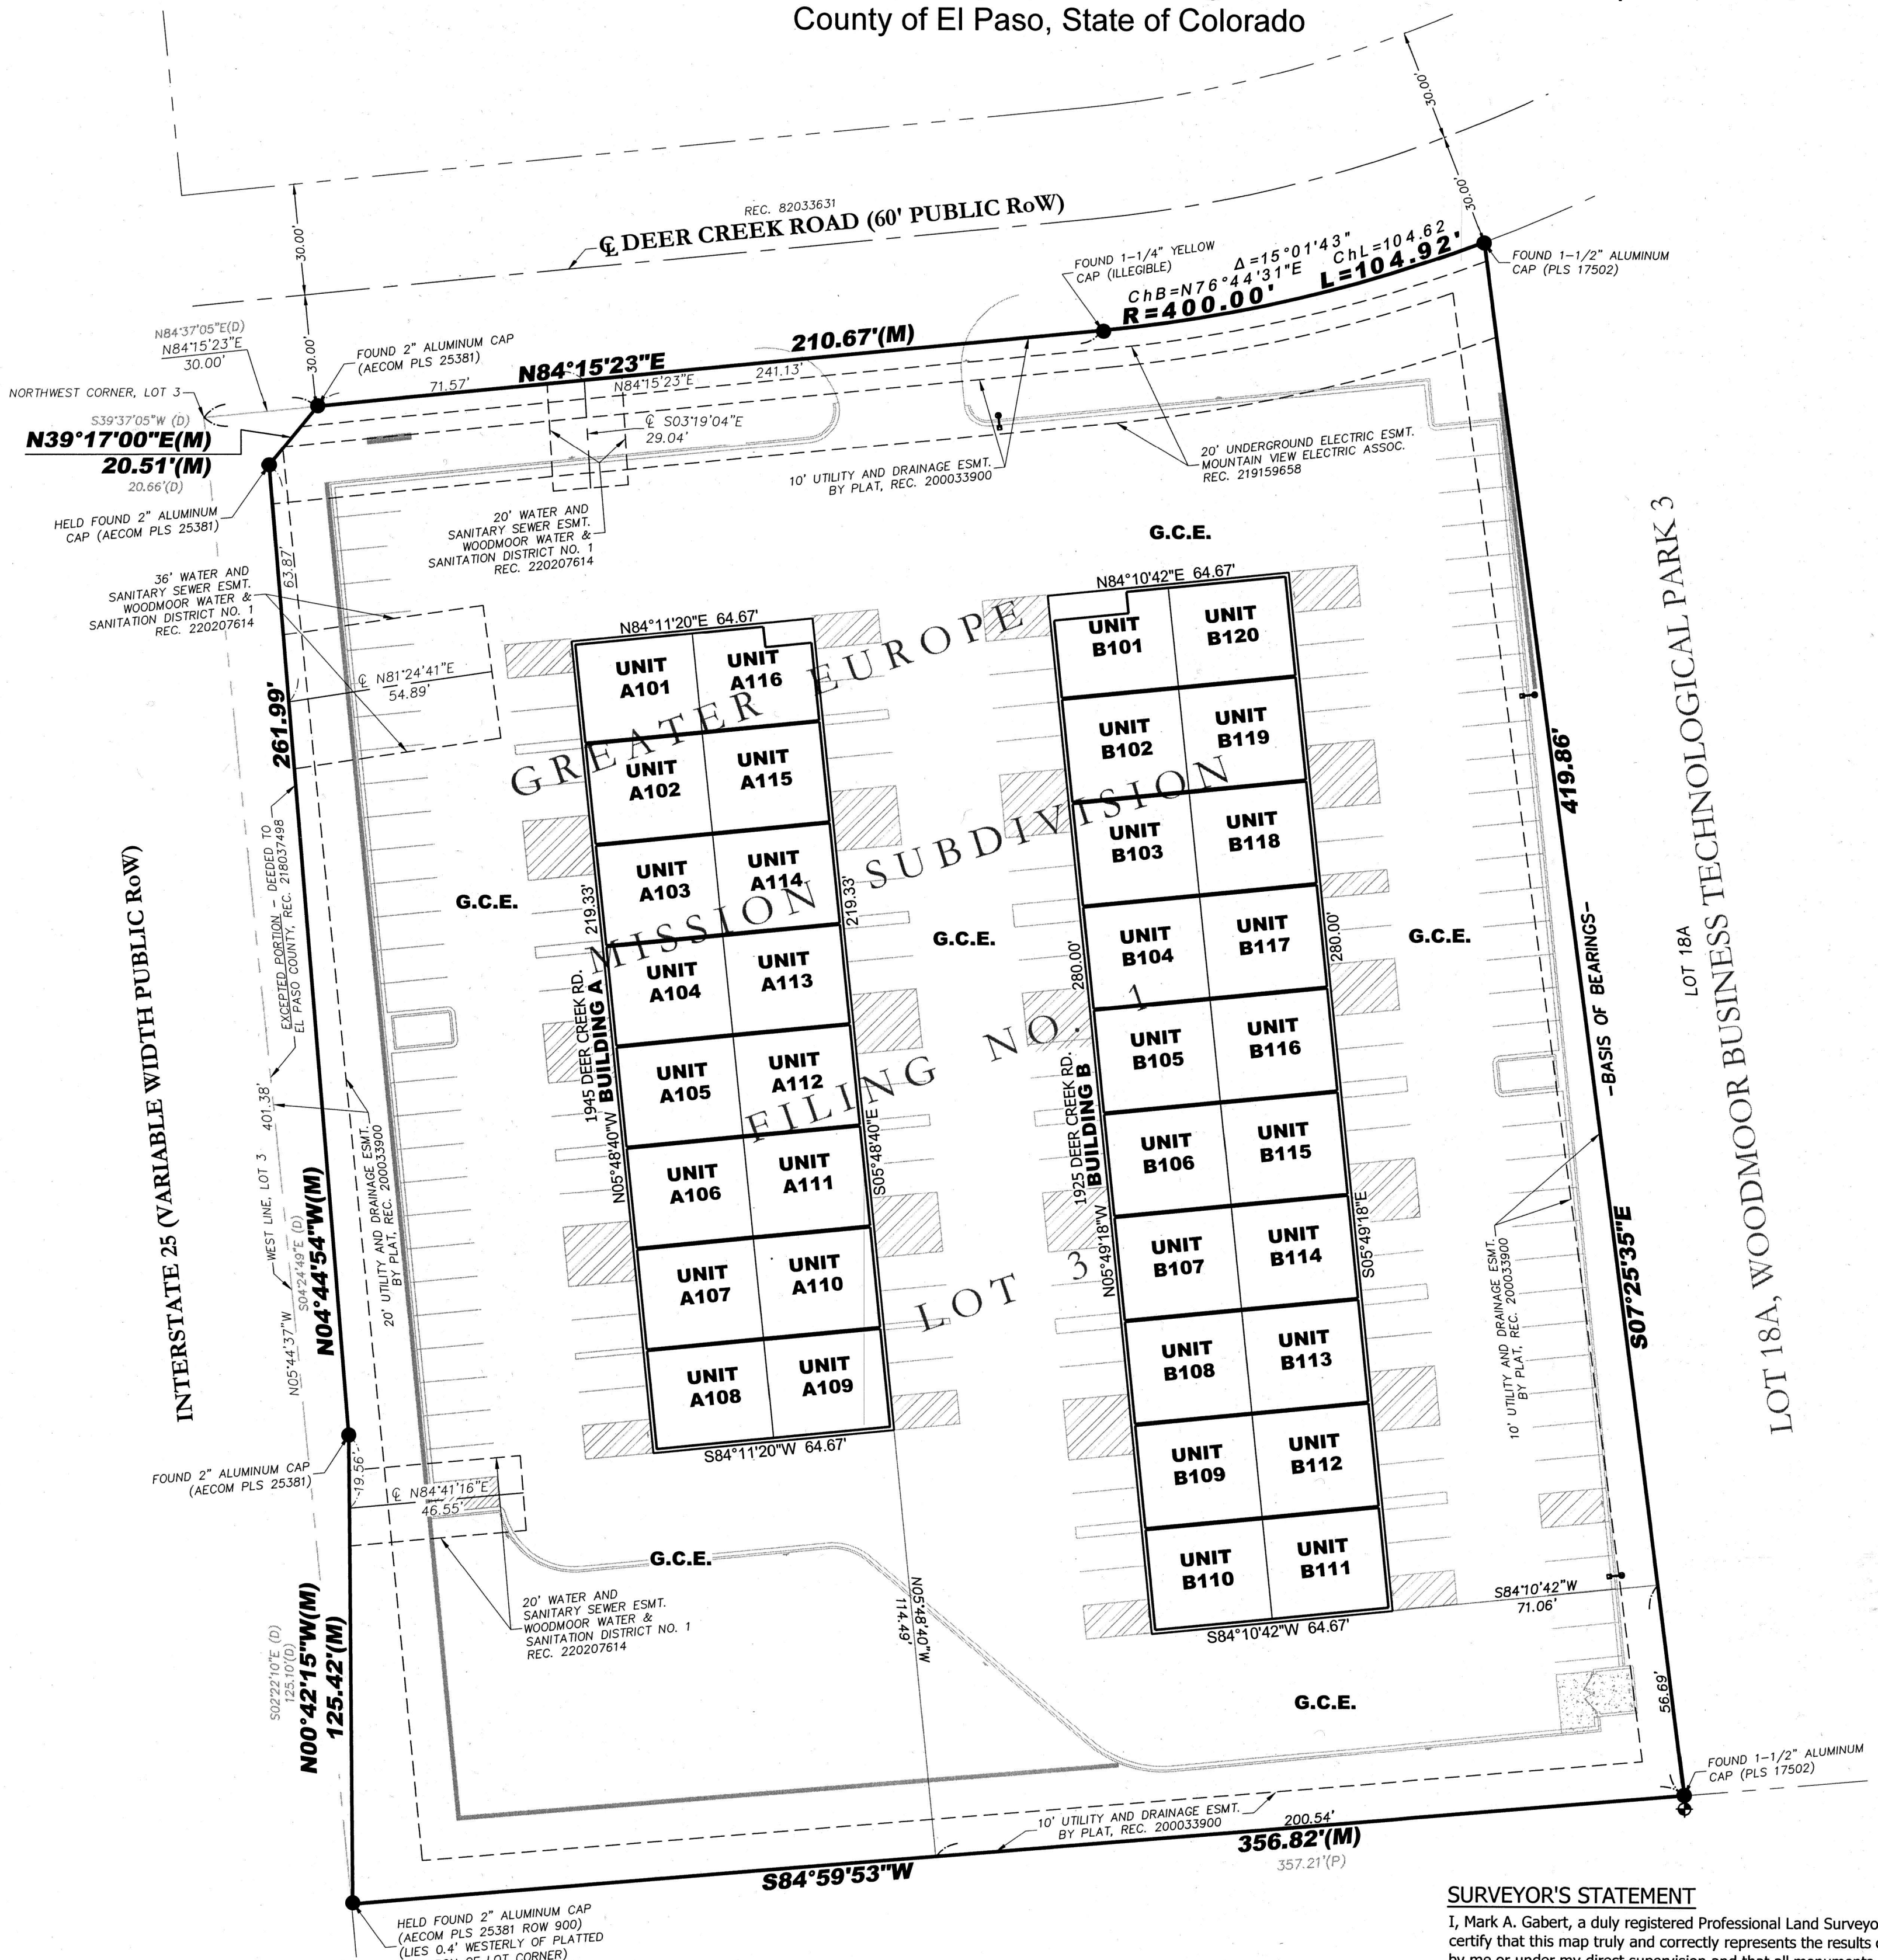 County of El Paso, State of Colorado
30.00'
30.00'
REC. 82033631
℄ DEER CREEK ROAD (60' PUBLIC RoW)
30.00'
30.00'
FOUND 1-1/4" YELLOW
CAP (ILLEGIBLE)
Δ=15°01'43"
ChB=N76°44'31"E ChL=104.62
R=400.00' L=104.92'
FOUND 1-1/2" ALUMINUM
CAP (PLS 17502)
N84°37'05"E(D)
N84°15'23"E
30.00'
FOUND 2" ALUMINUM CAP
(AECOM PLS 25381)
NORTHWEST CORNER, LOT 3
71.57'
N84°15'23"E
210.67'(M)
N84°15'23"E
241.13'
S39°37'05"W (D)
N39°17'00"E(M)
20.51'(M)
20.66'(D)
℄ S03°19'04"E
29.04'
HELD FOUND 2" ALUMINUM
CAP (AECOM PLS 25381)
10' UTILITY AND DRAINAGE ESMT.
BY PLAT, REC. 200033900
20' UNDERGROUND ELECTRIC ESMT.
MOUNTAIN VIEW ELECTRIC ASSOC.
REC. 219159658
20' WATER AND
SANITARY SEWER ESMT.
WOODMOOR WATER &
SANITATION DISTRICT NO. 1
REC. 220207614
63.87'
36' WATER AND
SANITARY SEWER ESMT.
WOODMOOR WATER &
SANITATION DISTRICT NO. 1
REC. 220207614
℄ N81°24'41"E
54.89'
261.99'
G.C.E.
N84°11'20"E 64.67'
N84°10'42"E 64.67'
GREATER EUROPE
MISSION SUBDIVISION
FILING NO. 1
LOT 3
UNIT
A101
UNIT
A116
UNIT
A102
UNIT
A115
UNIT
A103
UNIT
A114
UNIT
A104
UNIT
A113
UNIT
A105
UNIT
A112
UNIT
A106
UNIT
A111
UNIT
A107
UNIT
A110
UNIT
A108
UNIT
A109
UNIT
B101
UNIT
B120
UNIT
B102
UNIT
B119
UNIT
B103
UNIT
B118
UNIT
B104
UNIT
B117
UNIT
B105
UNIT
B116
UNIT
B106
UNIT
B115
UNIT
B107
UNIT
B114
UNIT
B108
UNIT
B113
UNIT
B109
UNIT
B112
UNIT
B110
UNIT
B111
G.C.E.
G.C.E.
G.C.E.
219.33'
219.33'
1945 DEER CREEK RD.
BUILDING A
N05°48'40"W
S05°48'40"E
280.00'
280.00'
1925 DEER CREEK RD.
BUILDING B
N05°49'18"W
S05°49'18"E
S84°11'20"W 64.67'
S84°10'42"W 64.67'
INTERSTATE 25 (VARIABLE WIDTH PUBLIC RoW)
EXCEPTED PORTION - DEEDED TO
EL PASO COUNTY, REC. 218037498
WEST LINE, LOT 3 401.38'
N05°44'37"W
S04°24'49"E (D)
N04°44'54"W(M)
20' UTILITY AND DRAINAGE ESMT.
BY PLAT, REC. 200033900
419.86'
-BASIS OF BEARINGS-
S07°25'35"E
LOT 18A
LOT 18A, WOODMOOR BUSINESS TECHNOLOGICAL PARK 3
10' UTILITY AND DRAINAGE ESMT.
BY PLAT, REC. 200033900
FOUND 2" ALUMINUM CAP
(AECOM PLS 25381)
19.56'
℄ N84°41'16"E
46.55'
G.C.E.
20' WATER AND
SANITARY SEWER ESMT.
WOODMOOR WATER &
SANITATION DISTRICT NO. 1
REC. 220207614
N05°48'40"W
114.49'
S84°10'42"W
71.06'
56.69'
G.C.E.
S02°22'10"E (D)
125.10'(D)
N00°42'15"W(M)
125.42'(M)
FOUND 1-1/2" ALUMINUM
CAP (PLS 17502)
10' UTILITY AND DRAINAGE ESMT.
BY PLAT, REC. 200033900
200.54'
356.82'(M)
357.21'(P)
S84°59'53"W
HELD FOUND 2" ALUMINUM CAP
(AECOM PLS 25381 ROW 900)
(LIES 0.4' WESTERLY OF PLATTED
OF LOT CORNER)
SURVEYOR'S STATEMENT
I, Mark A. Gabert, a duly registered Professional Land Surveyo
certify that this map truly and correctly represents the results
by me or under my direct supervision and that all monuments